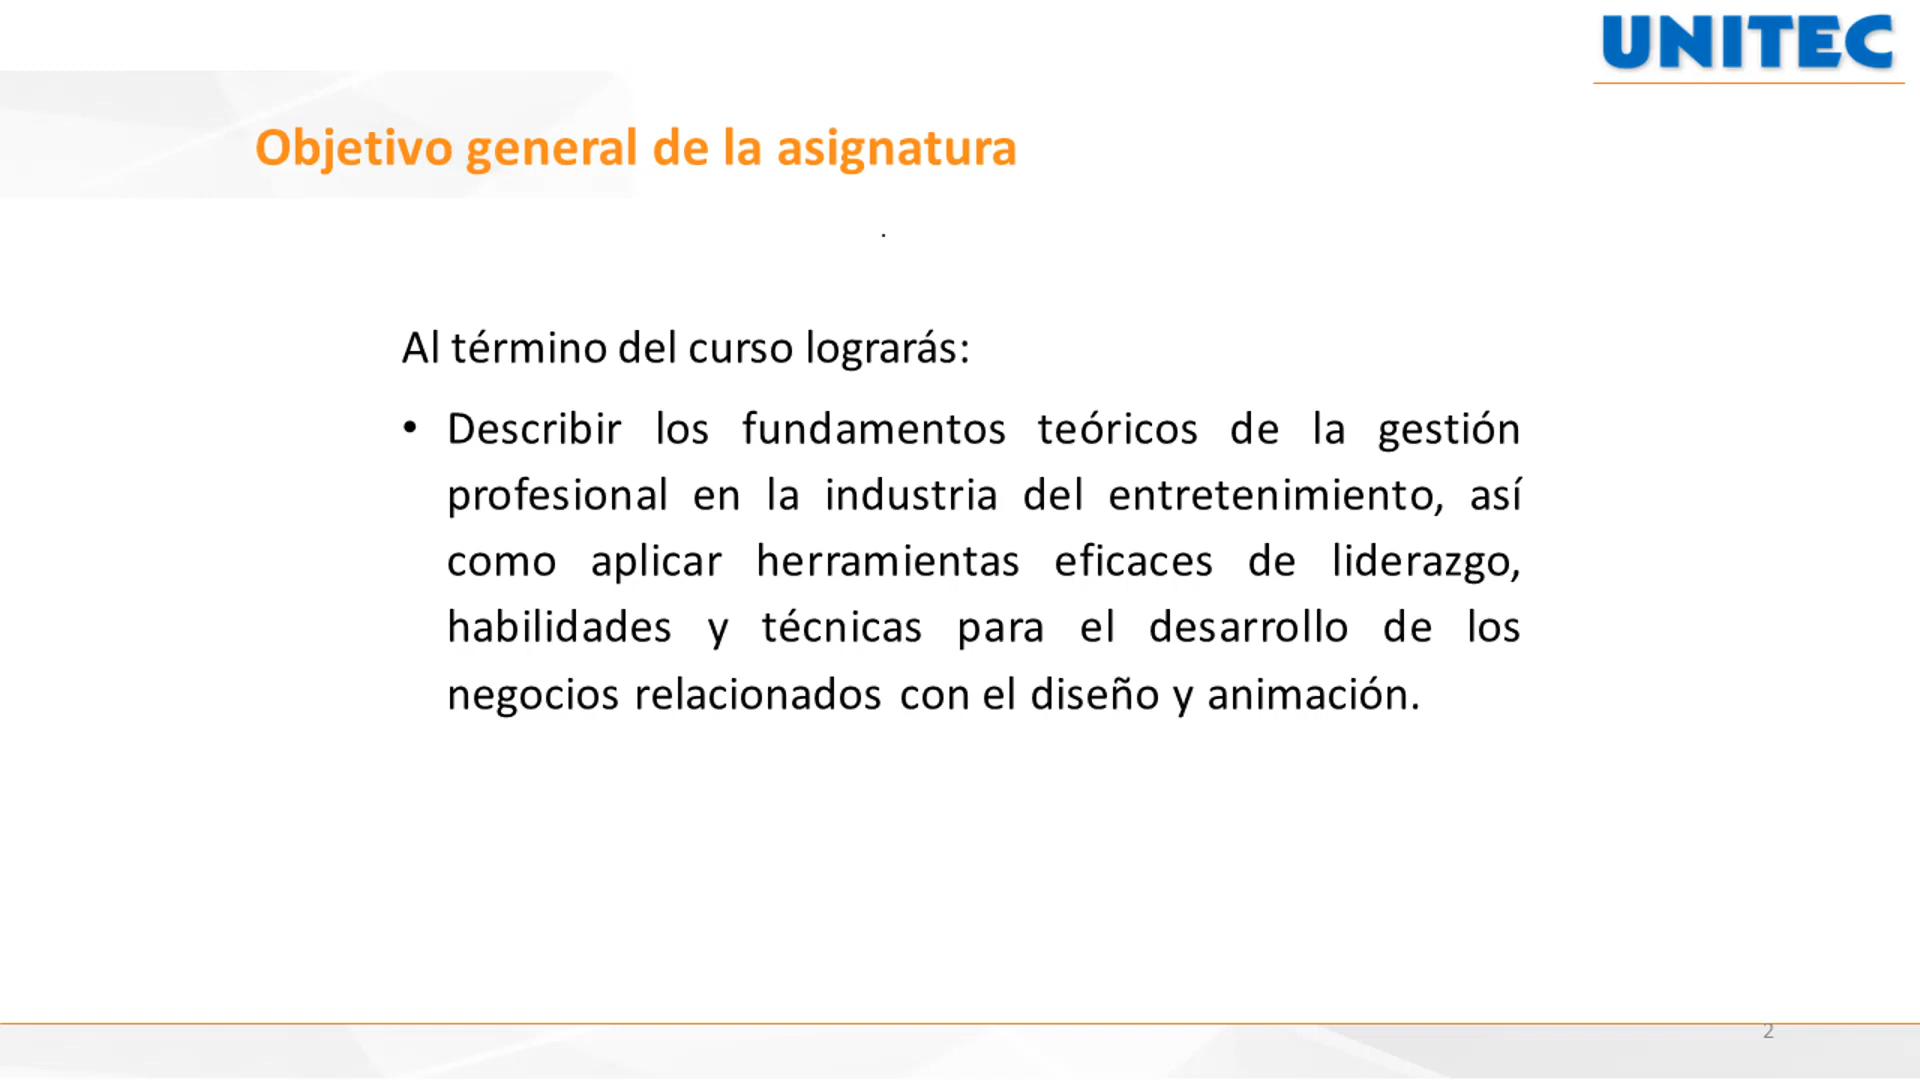 UNITEC
Objetivo general de la asignatura
.
Al término del curso lograrás:
• Describir los fundamentos teóricos de la gestión
profesional en la industria del entretenimiento, así
como aplicar herramientas eficaces de liderazgo,
habilidades y técnicas para el desarrollo de los
negocios relacionados con el diseño y animación.
2